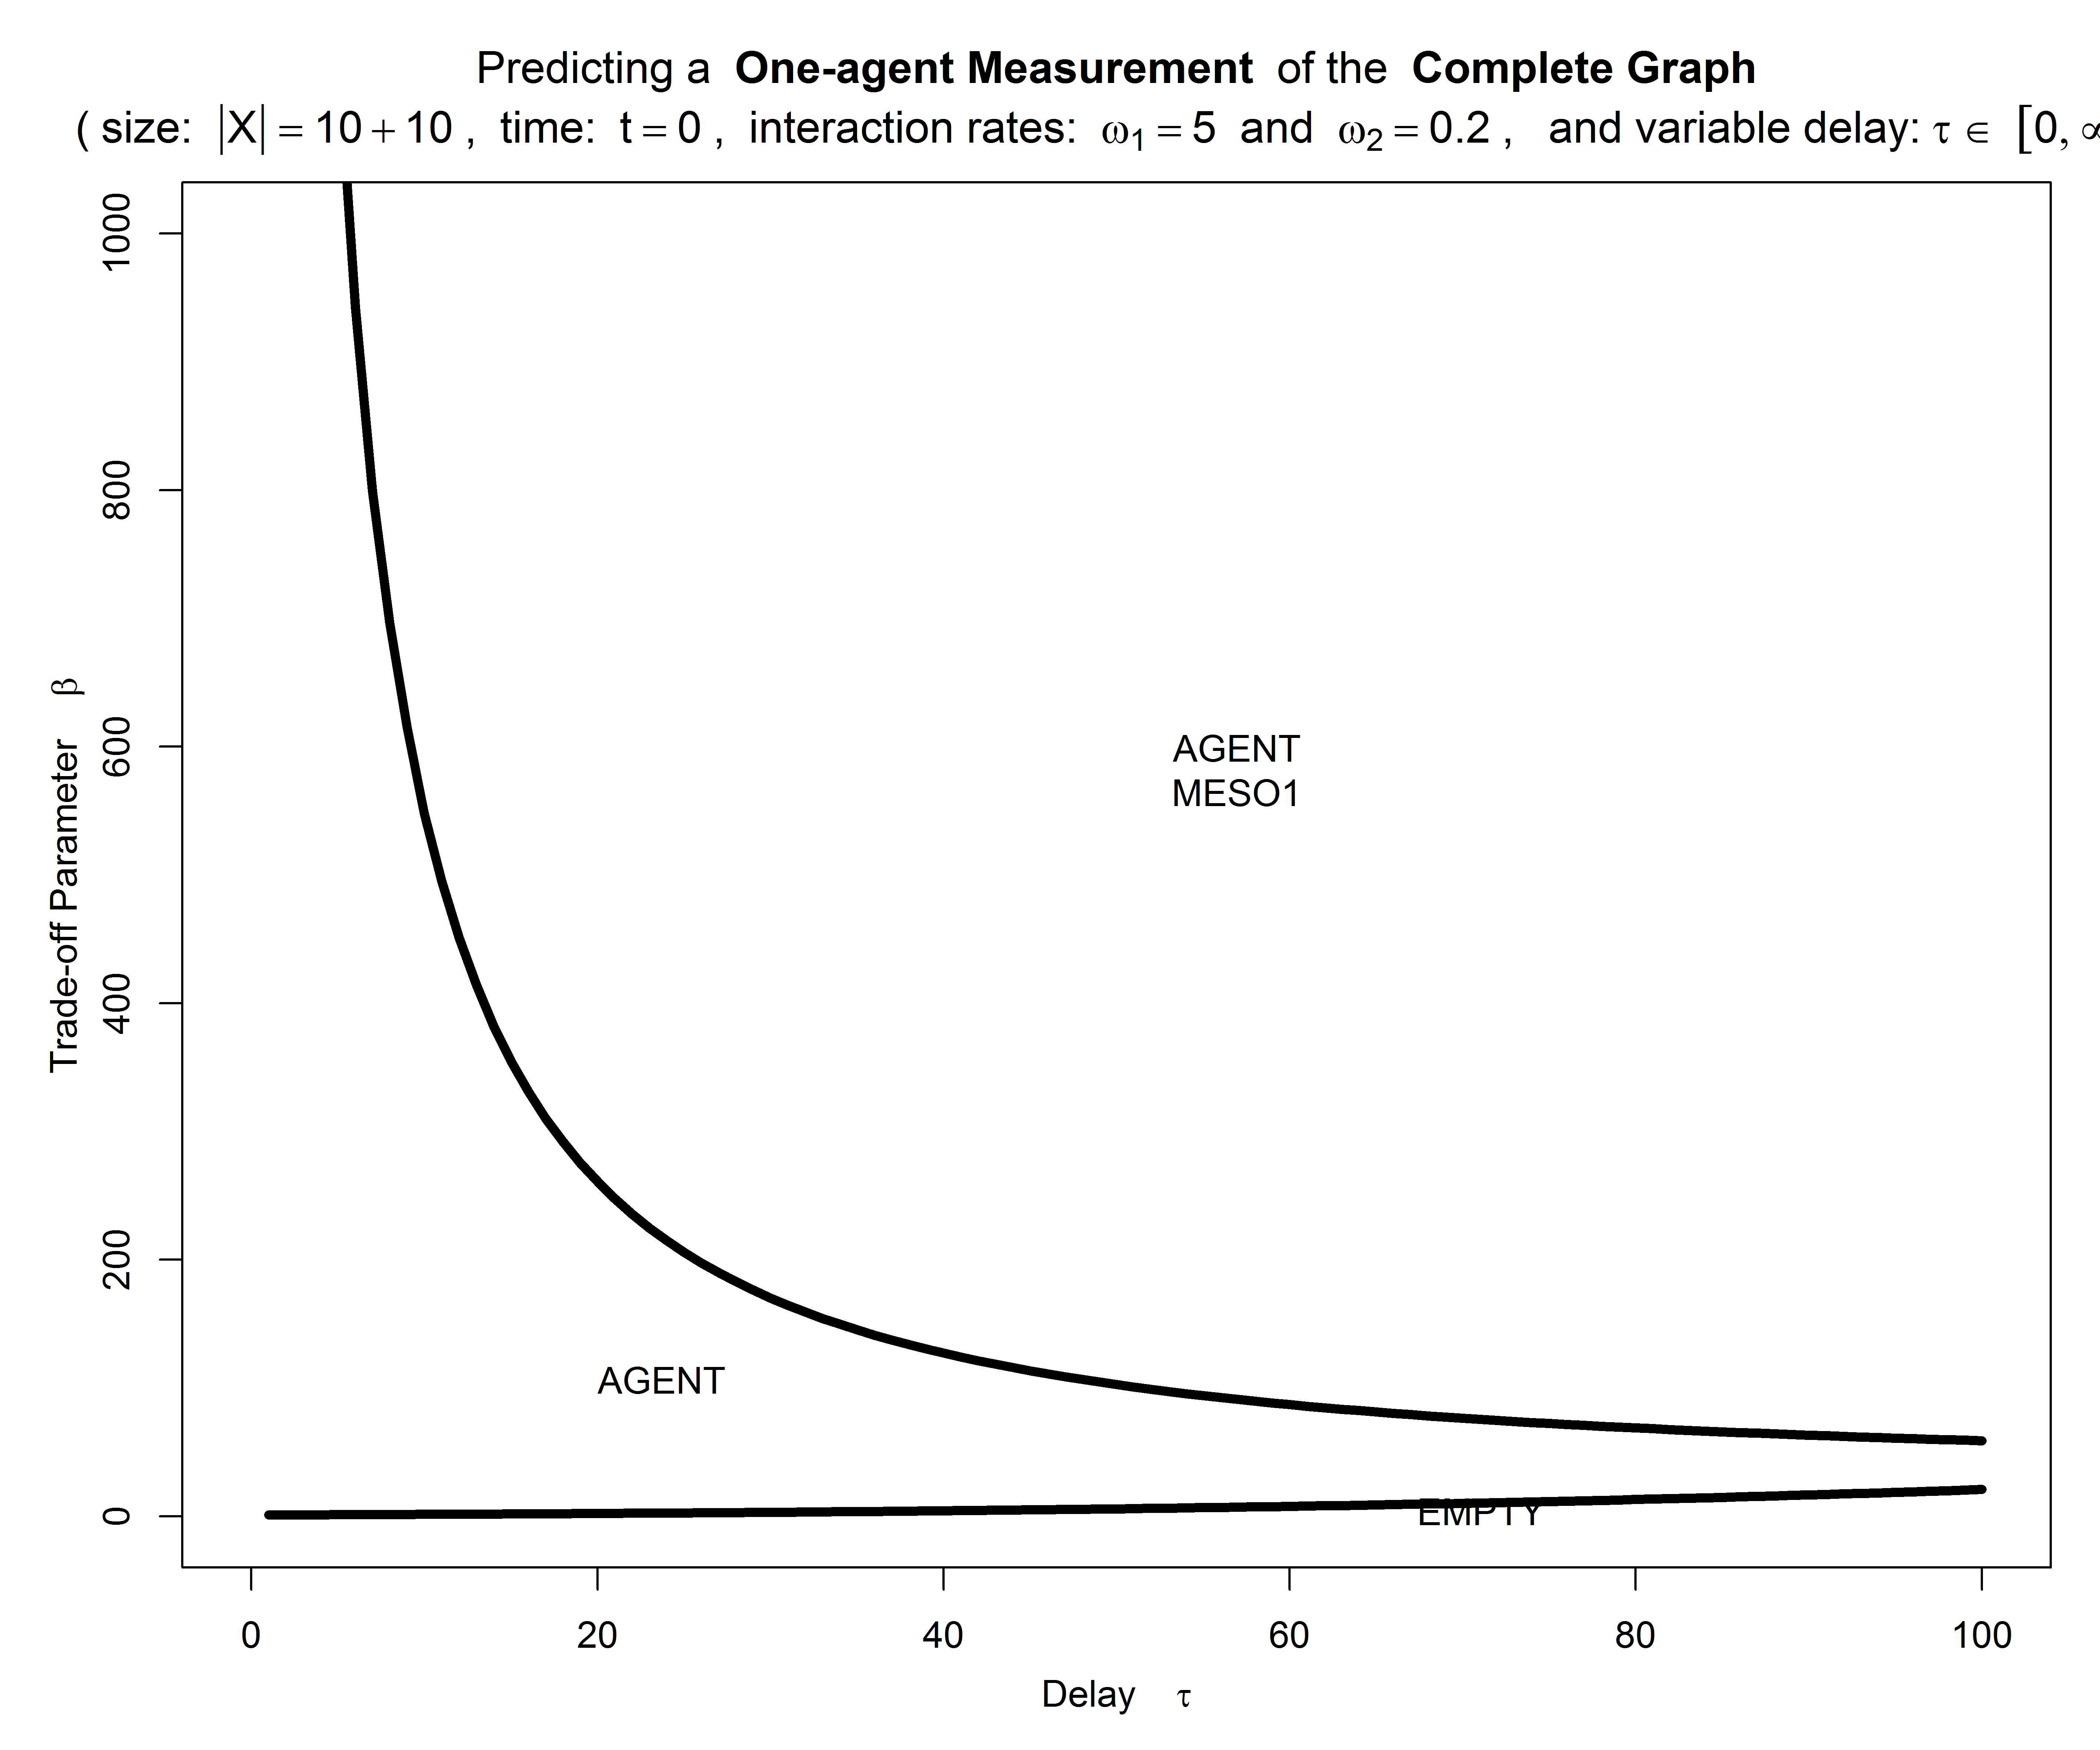 Predicting a One-agent Measurement of the Complete Graph
( size: |X| = 10 + 10 , time: t = 0 , interaction rates: ω₁ = 5 and ω₂ = 0.2 , and variable delay: τ ∈ [0, ∞
1000
800
600
400
200
0
Trade-off Parameter β
AGENT
MESO1
AGENT
EMPTY
0 20 40 60 80 100
Delay τ